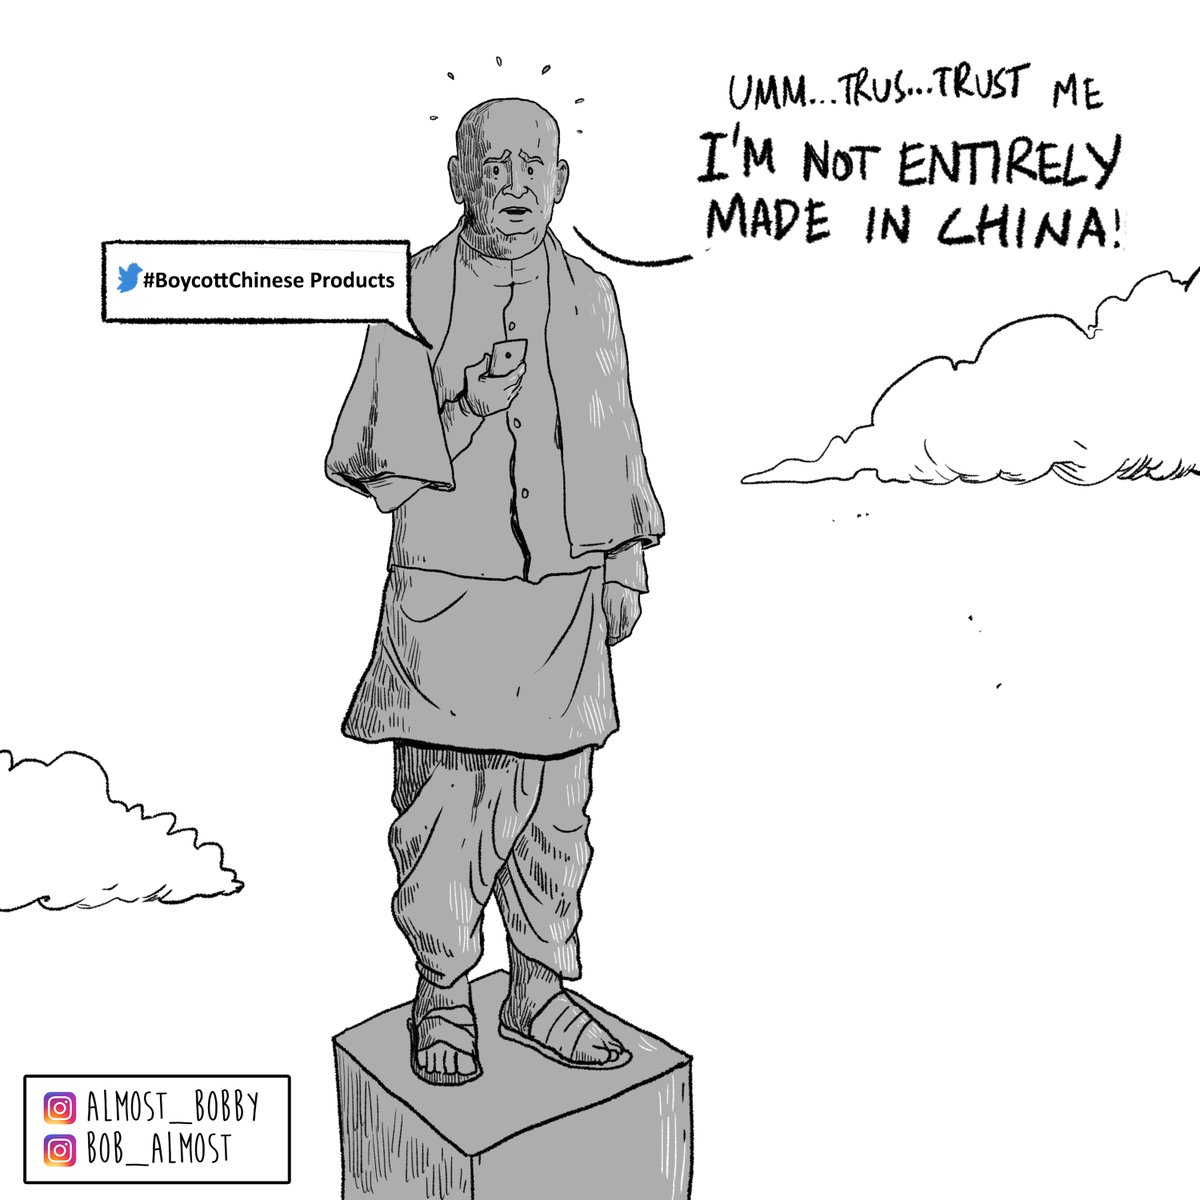 UMM...TRUS...TRUST ME
I'M NOT ENTIRELY
MADE IN CHINA!
#BoycottChinese Products
ALMOST_BOBBY
BOB_ALMOST